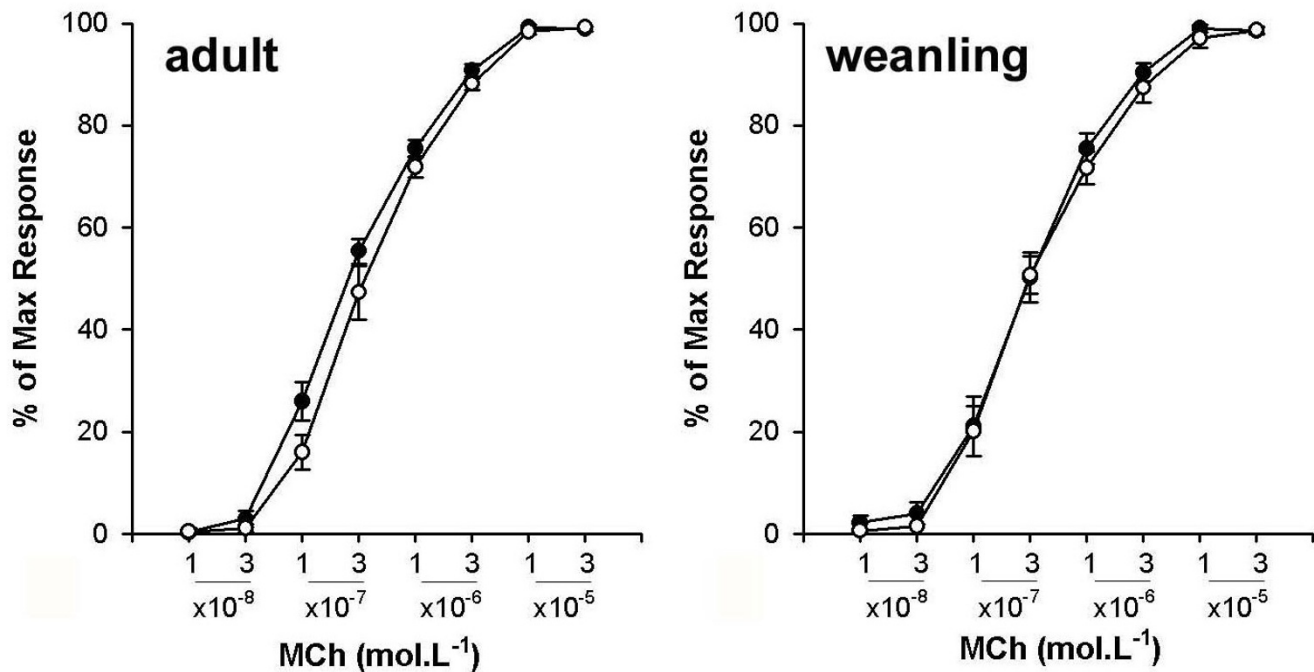 adult
% of Max Response
100
80
60
40
20
0
1 3 1 3 1 3 1 3
x10⁻⁸ x10⁻⁷ x10⁻⁶ x10⁻⁵
MCh (mol.L⁻¹)
weanling
% of Max Response
100
80
60
40
20
0
1 3 1 3 1 3 1 3
x10⁻⁸ x10⁻⁷ x10⁻⁶ x10⁻⁵
MCh (mol.L⁻¹)